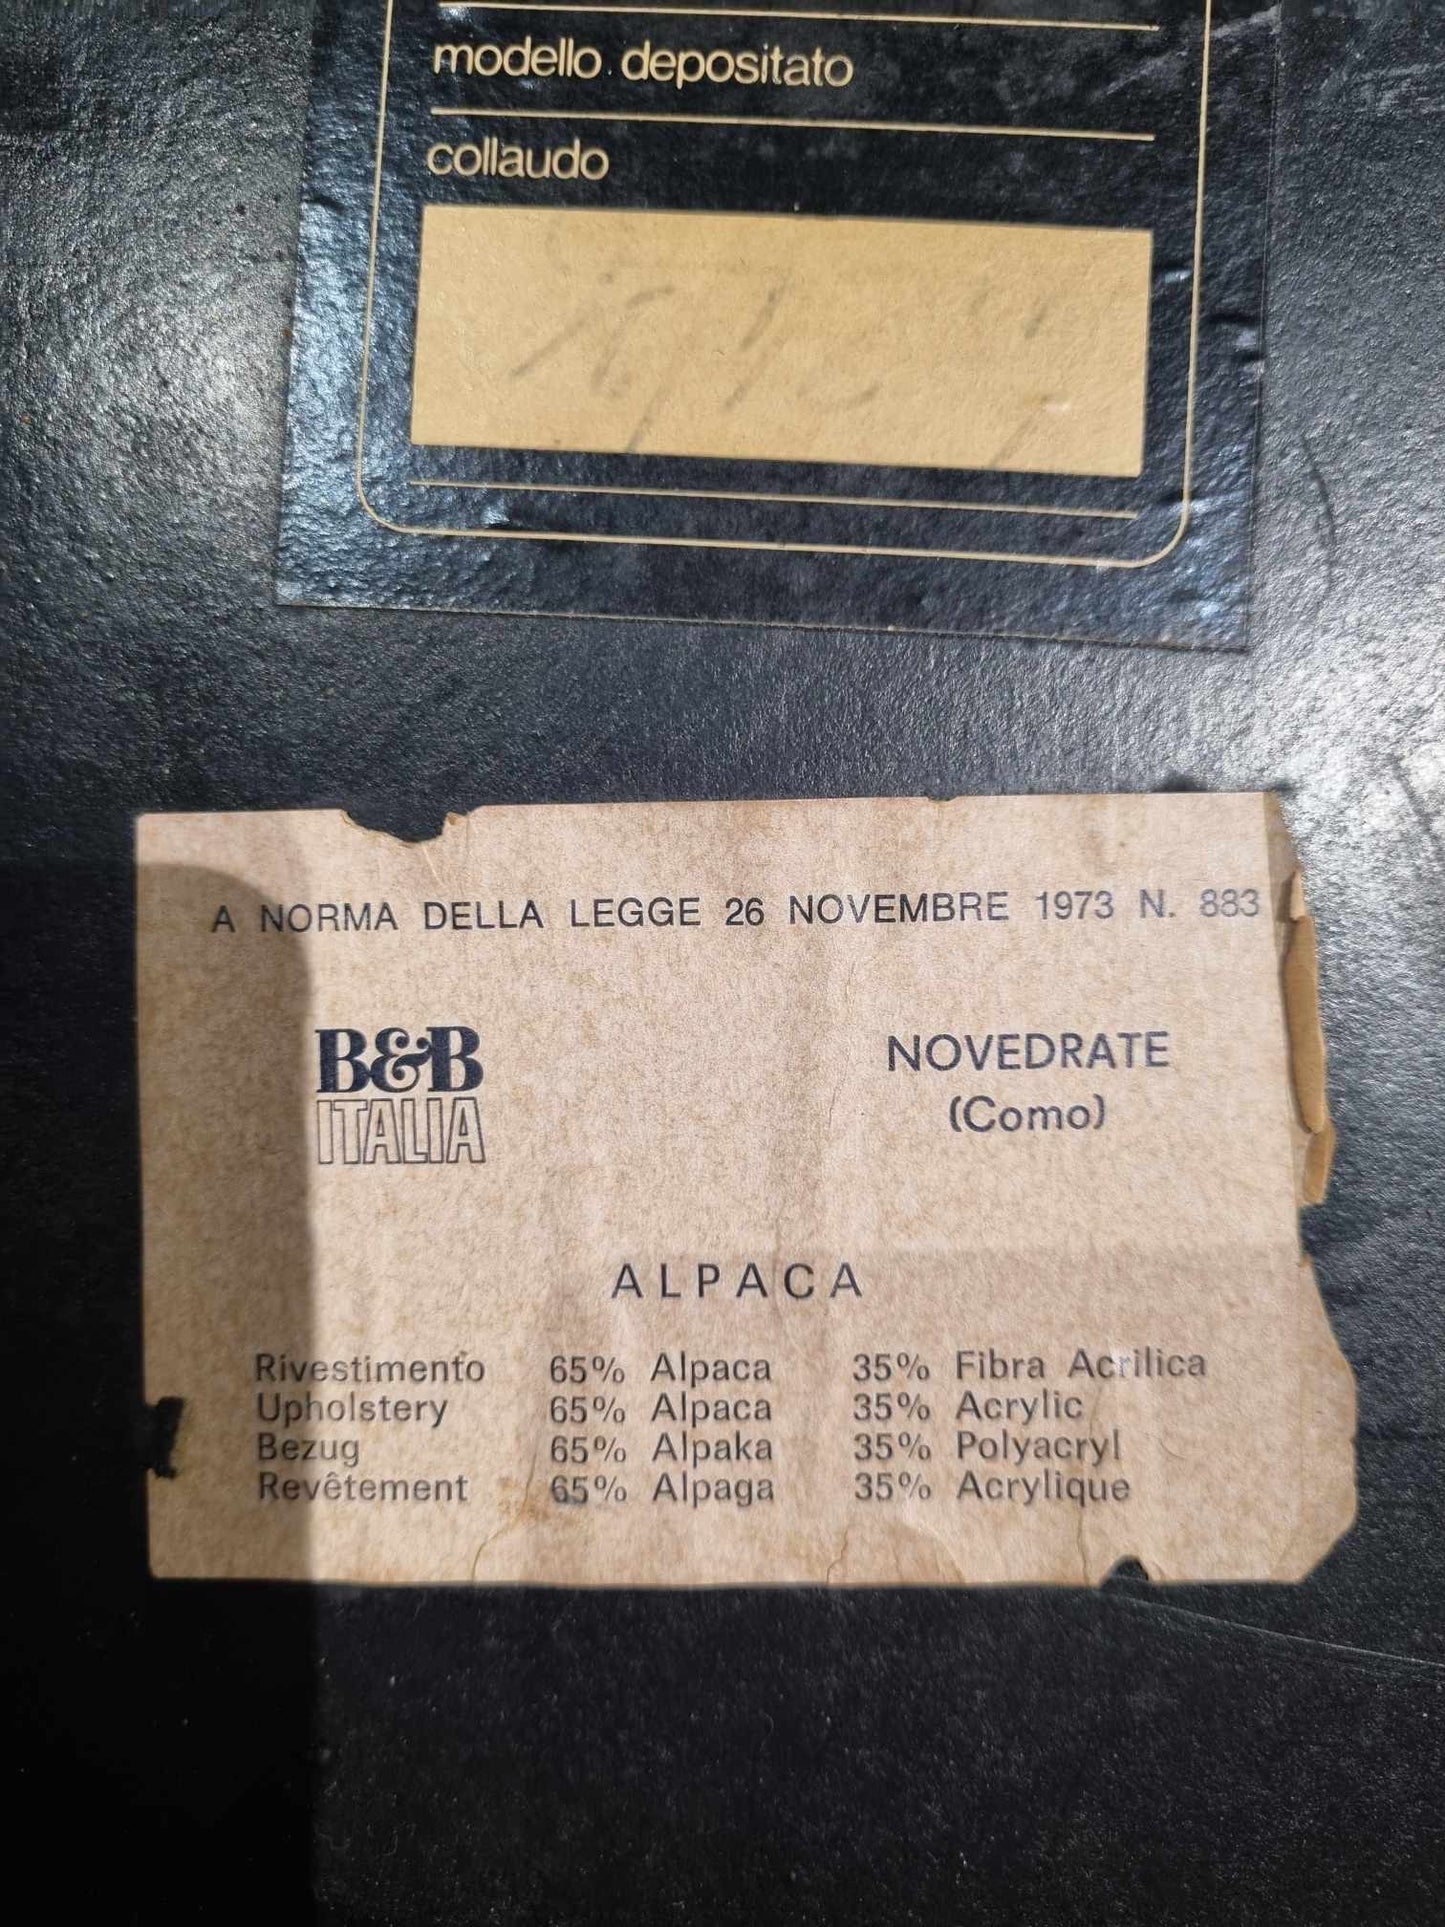 modello depositato
collaudo
A NORMA DELLA LEGGE 26 NOVEMBRE 1973 N. 883
B&B
ITALIA
NOVEDRATE
(Como)
ALPACA
Rivestimento 65% Alpaca 35% Fibra Acrilica
Upholstery 65% Alpaca 35% Acrylic
Bezug 65% Alpaka 35% Polyacryl
Revêtement 65% Alpaga 35% Acrylique